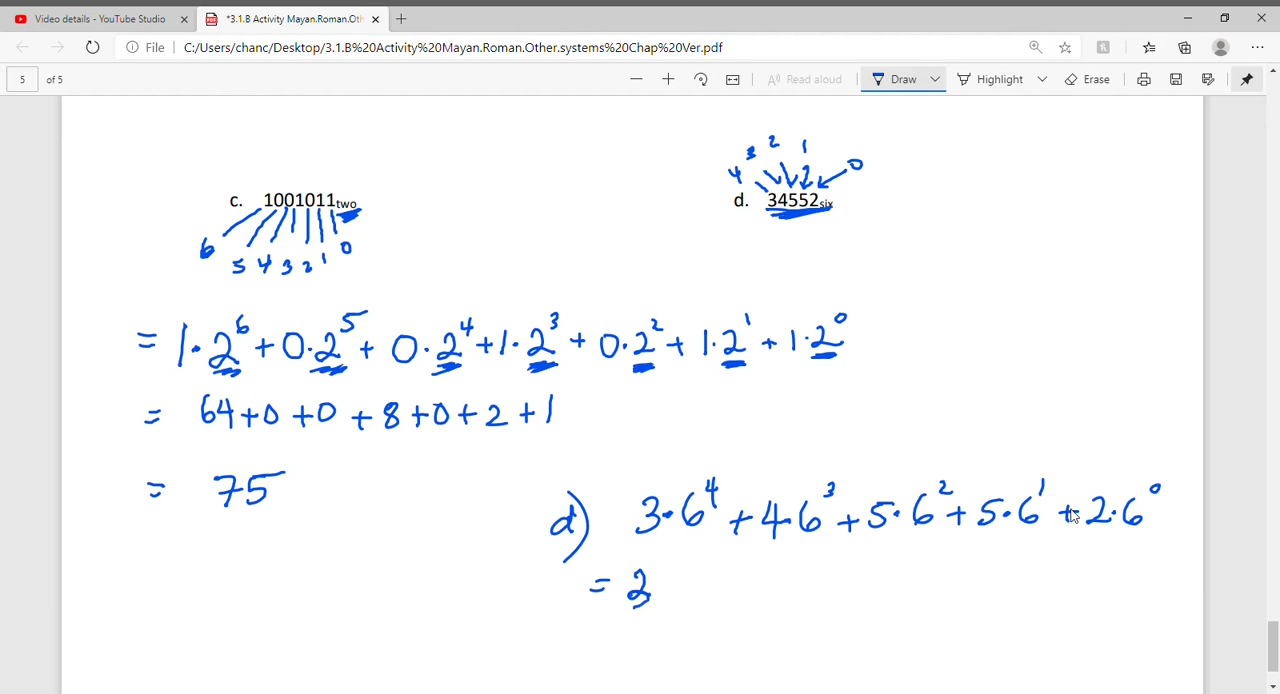 Video details - YouTube Studio
*3.1.B Activity Mayan.Roman.Oth
File
C:/Users/chanc/Desktop/3.1.B%20Activity%20Mayan.Roman.Other.systems%20Chap%20Ver.pdf
5 of 5
Read aloud
Draw
Highlight
Erase
4 3 2 1 0
c. 1001011two
d. 34552six
6 5 4 3 2 1 0
= 1·2^6 + 0·2^5 + 0·2^4 + 1·2^3 + 0·2^2 + 1·2^1 + 1·2^0
= 64+0+0+8+0+2+1
= 75
d) 3·6^4 + 4·6^3 + 5·6^2 + 5·6^1 + 2·6^0
=